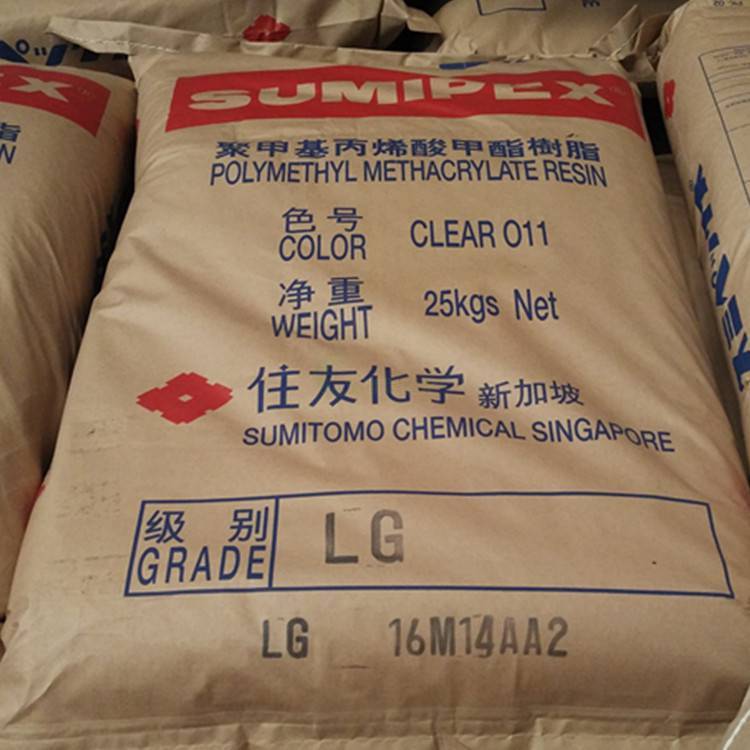 SUMIPEX
聚甲基丙烯酸甲酯樹脂
POLYMETHYL METHACRYLATE RESIN
色号 CLEAR 011
COLOR
净重 25kgs Net
WEIGHT
住友化学 新加坡
SUMITOMO CHEMICAL SINGAPORE
级别 LG
GRADE
LG 16M14AA2